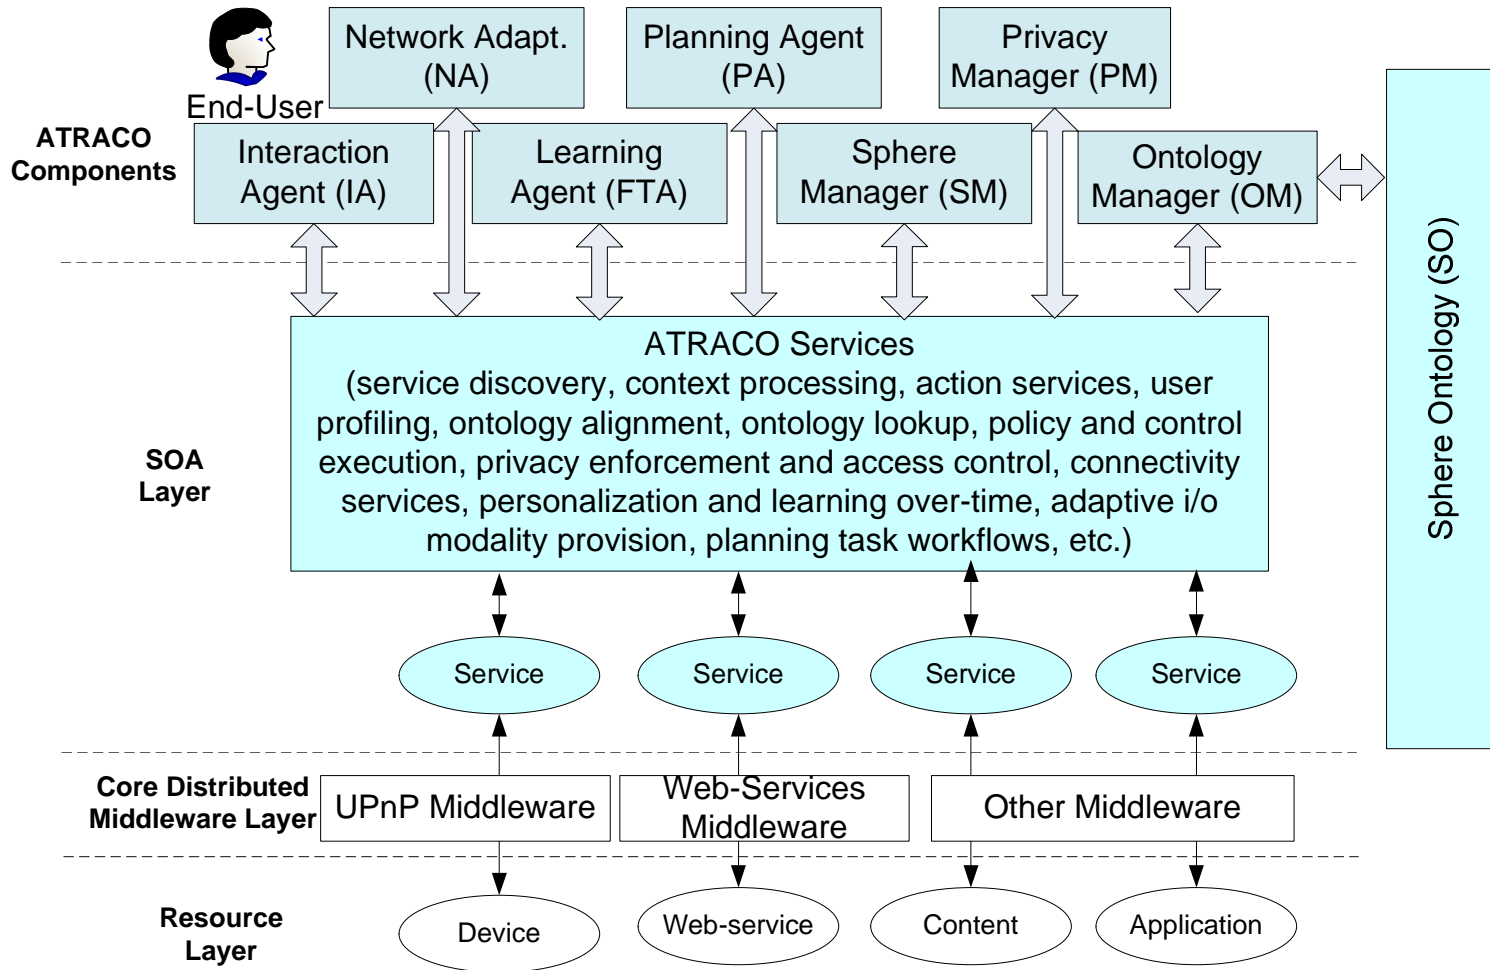 Network Adapt.
(NA)
Planning Agent
(PA)
Privacy
Manager (PM)
End-User
ATRACO
Components
Interaction
Agent (IA)
Learning
Agent (FTA)
Sphere
Manager (SM)
Ontology
Manager (OM)
Sphere Ontology (SO)
SOA
Layer
ATRACO Services
(service discovery, context processing, action services, user
profiling, ontology alignment, ontology lookup, policy and control
execution, privacy enforcement and access control, connectivity
services, personalization and learning over-time, adaptive i/o
modality provision, planning task workflows, etc.)
Service
Service
Service
Service
Core Distributed
Middleware Layer
UPnP Middleware
Web-Services
Middleware
Other Middleware
Resource
Layer
Device
Web-service
Content
Application